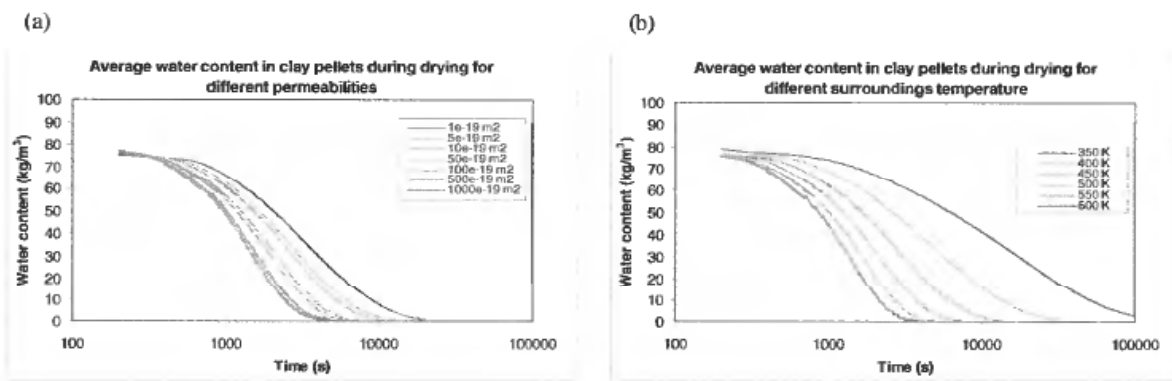 (a)
Average water content in clay pellets during drying for
different permeabilities
Water content (kg/m³)
100
90
80
70
60
50
40
30
20
10
0
1e-19 m2
5e-19 m2
10e-19 m2
50e-19 m2
100e-19 m2
500e-19 m2
1000e-19 m2
100
1000
10000
100000
Time (s)
(b)
Average water content in clay pellets during drying for
different surroundings temperature
Water content (kg/m³)
100
90
80
70
60
50
40
30
20
10
0
350 K
400 K
450 K
500 K
550 K
600 K
100
1000
10000
100000
Time (s)